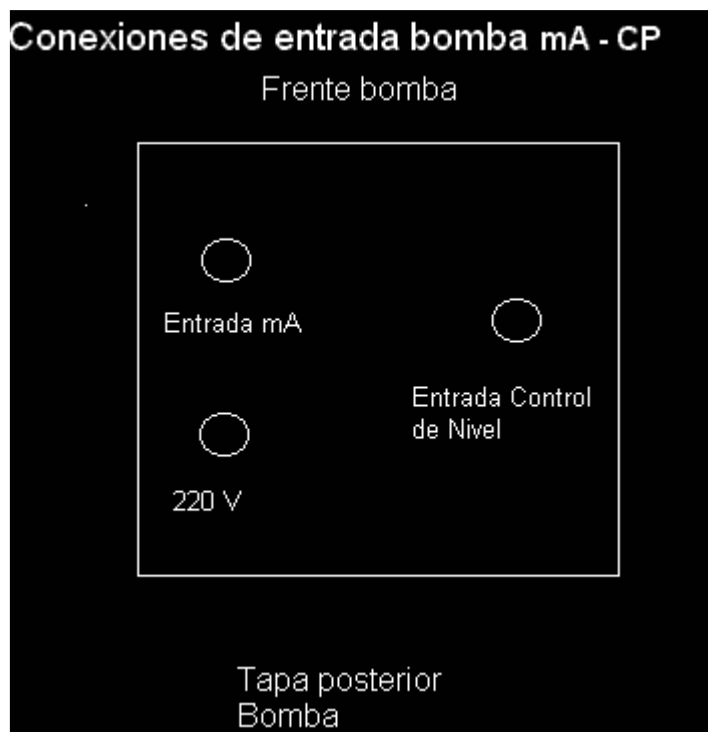 Conexiones de entrada bomba mA - CP
Frente bomba
Entrada mA
Entrada Control
de Nivel
220 V
Tapa posterior
Bomba